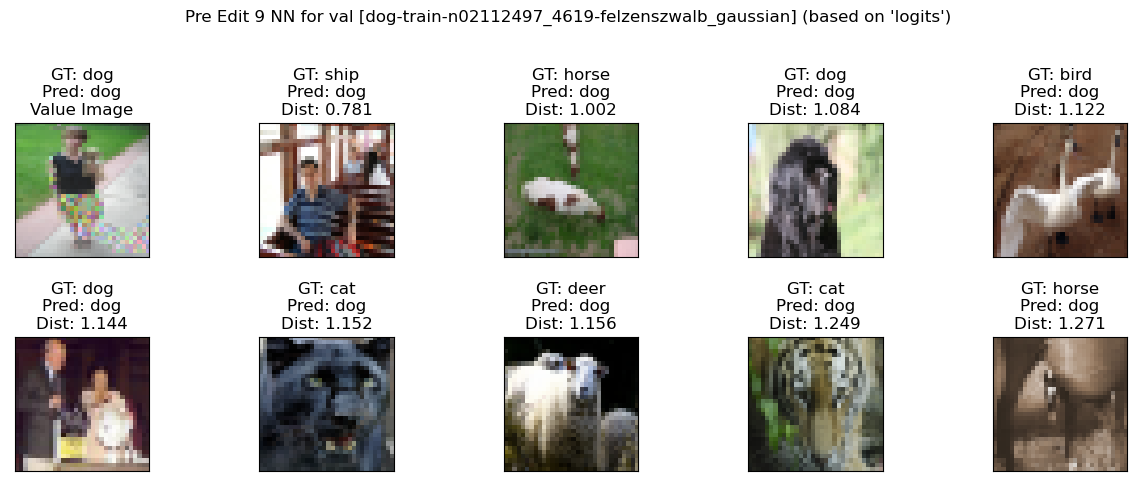 Pre Edit 9 NN for val [dog-train-n02112497_4619-felzenszwalb_gaussian] (based on 'logits')
GT: dog
Pred: dog
Value Image
GT: ship
Pred: dog
Dist: 0.781
GT: horse
Pred: dog
Dist: 1.002
GT: dog
Pred: dog
Dist: 1.084
GT: bird
Pred: dog
Dist: 1.122
GT: dog
Pred: dog
Dist: 1.144
GT: cat
Pred: dog
Dist: 1.152
GT: deer
Pred: dog
Dist: 1.156
GT: cat
Pred: dog
Dist: 1.249
GT: horse
Pred: dog
Dist: 1.271